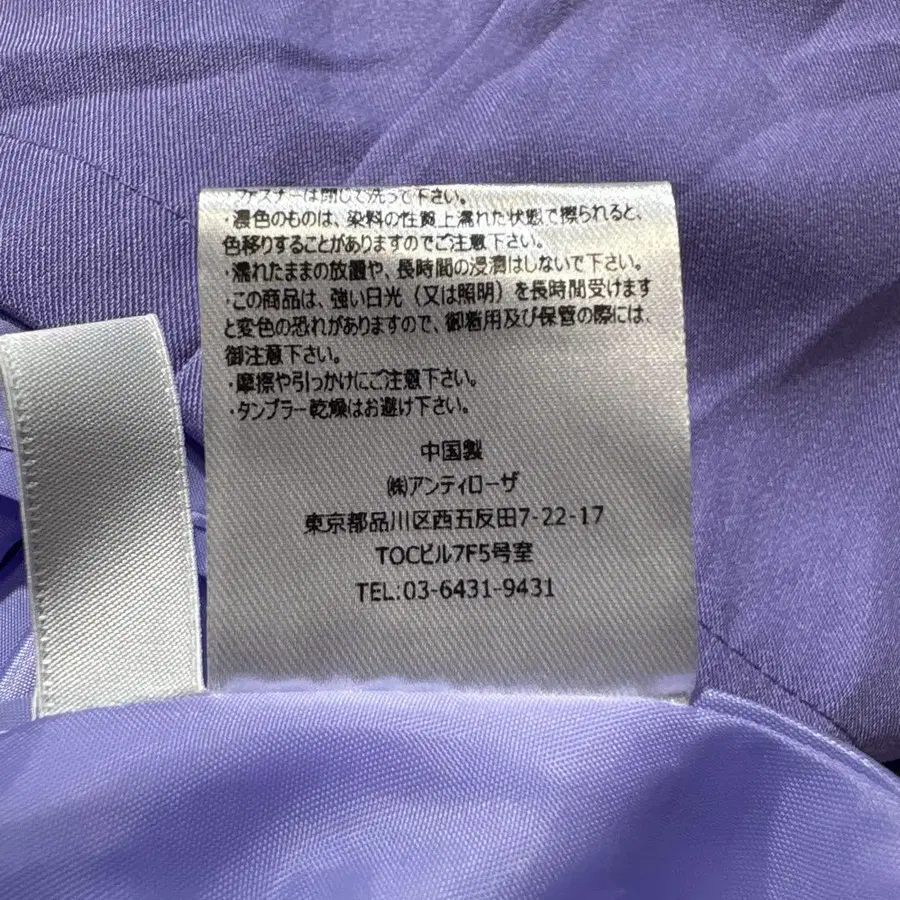 ファスナーは閉じて洗って下さい。
・濃色のものは、染料の性質上濡れた状態で擦られると、
色移りすることがありますのでご注意下さい。
・濡れたままの放置や、長時間の浸漬はしないで下さい。
・この商品は、強い日光（又は照明）を長時間受けます
と変色の恐れがありますので、御着用及び保管の際には、
御注意下さい。
・摩擦や引っかけにご注意下さい。
・タンブラー乾燥はお避け下さい。
中国製
㈱アンティローザ
東京都品川区西五反田7-22-17
TOCビル7F5号室
TEL:03-6431-9431